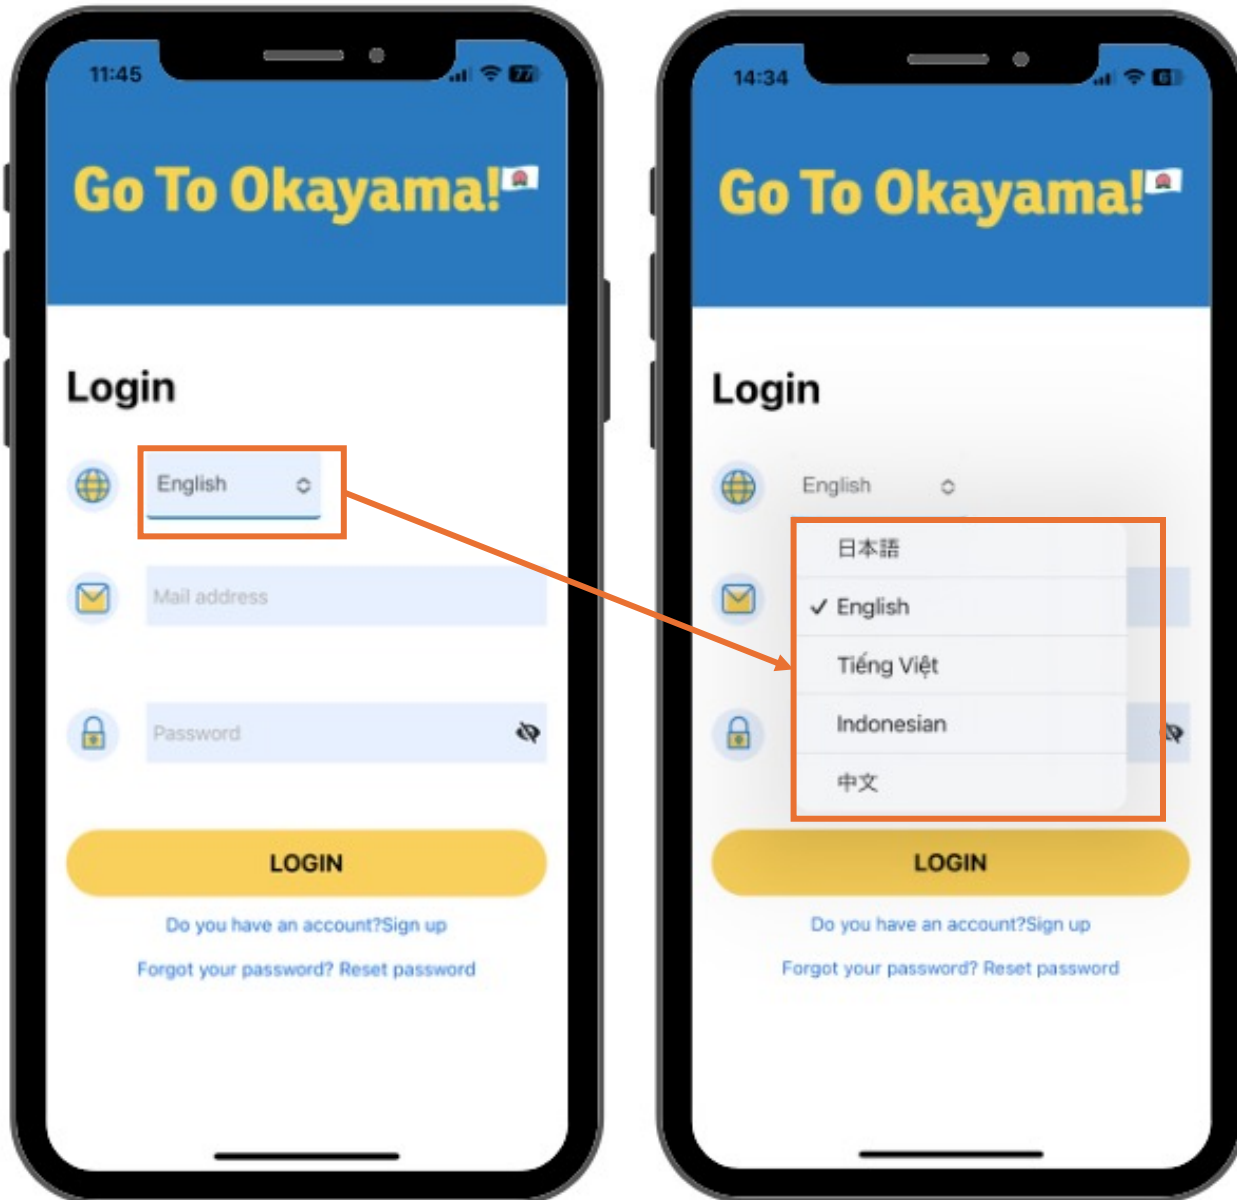 11:45
77
Go To Okayama!
Login
English
Mail address
Password
LOGIN
Do you have an account?Sign up
Forgot your password? Reset password
14:34
Go To Okayama!
Login
English
日本語
✓ English
Tiếng Việt
Indonesian
中文
LOGIN
Do you have an account?Sign up
Forgot your password? Reset password